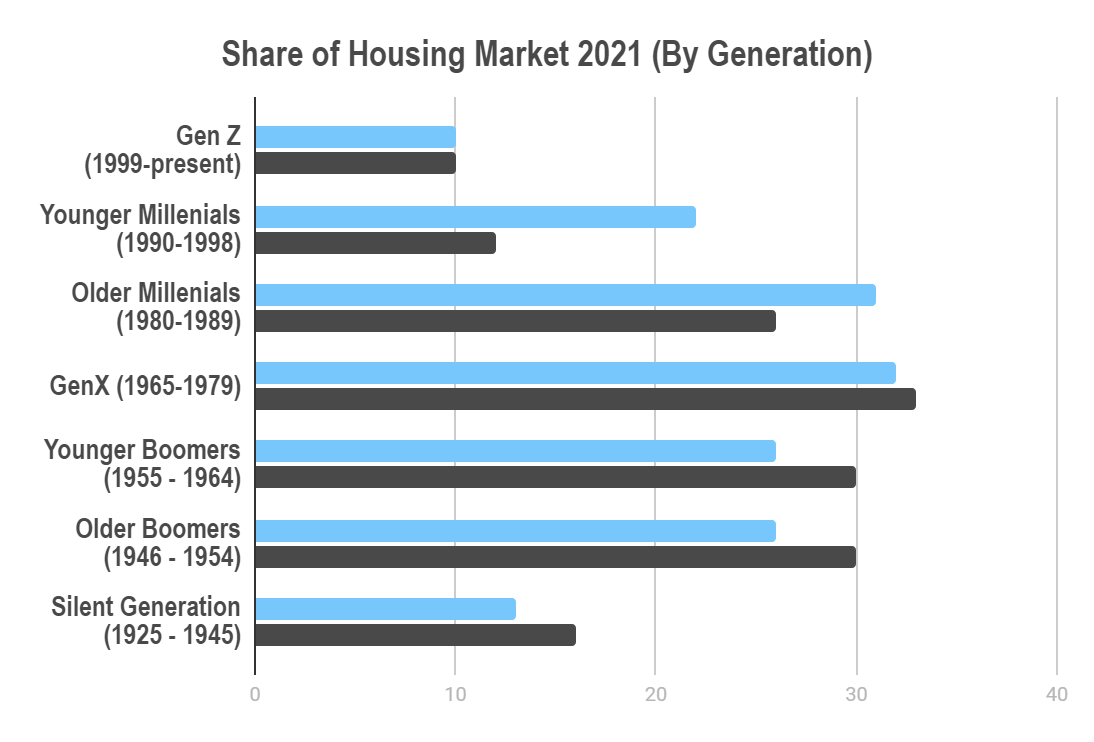 Share of Housing Market 2021 (By Generation)
Gen Z
(1999-present)
Younger Millenials
(1990-1998)
Older Millenials
(1980-1989)
GenX (1965-1979)
Younger Boomers
(1955 - 1964)
Older Boomers
(1946 - 1954)
Silent Generation
(1925 - 1945)
0 10 20 30 40